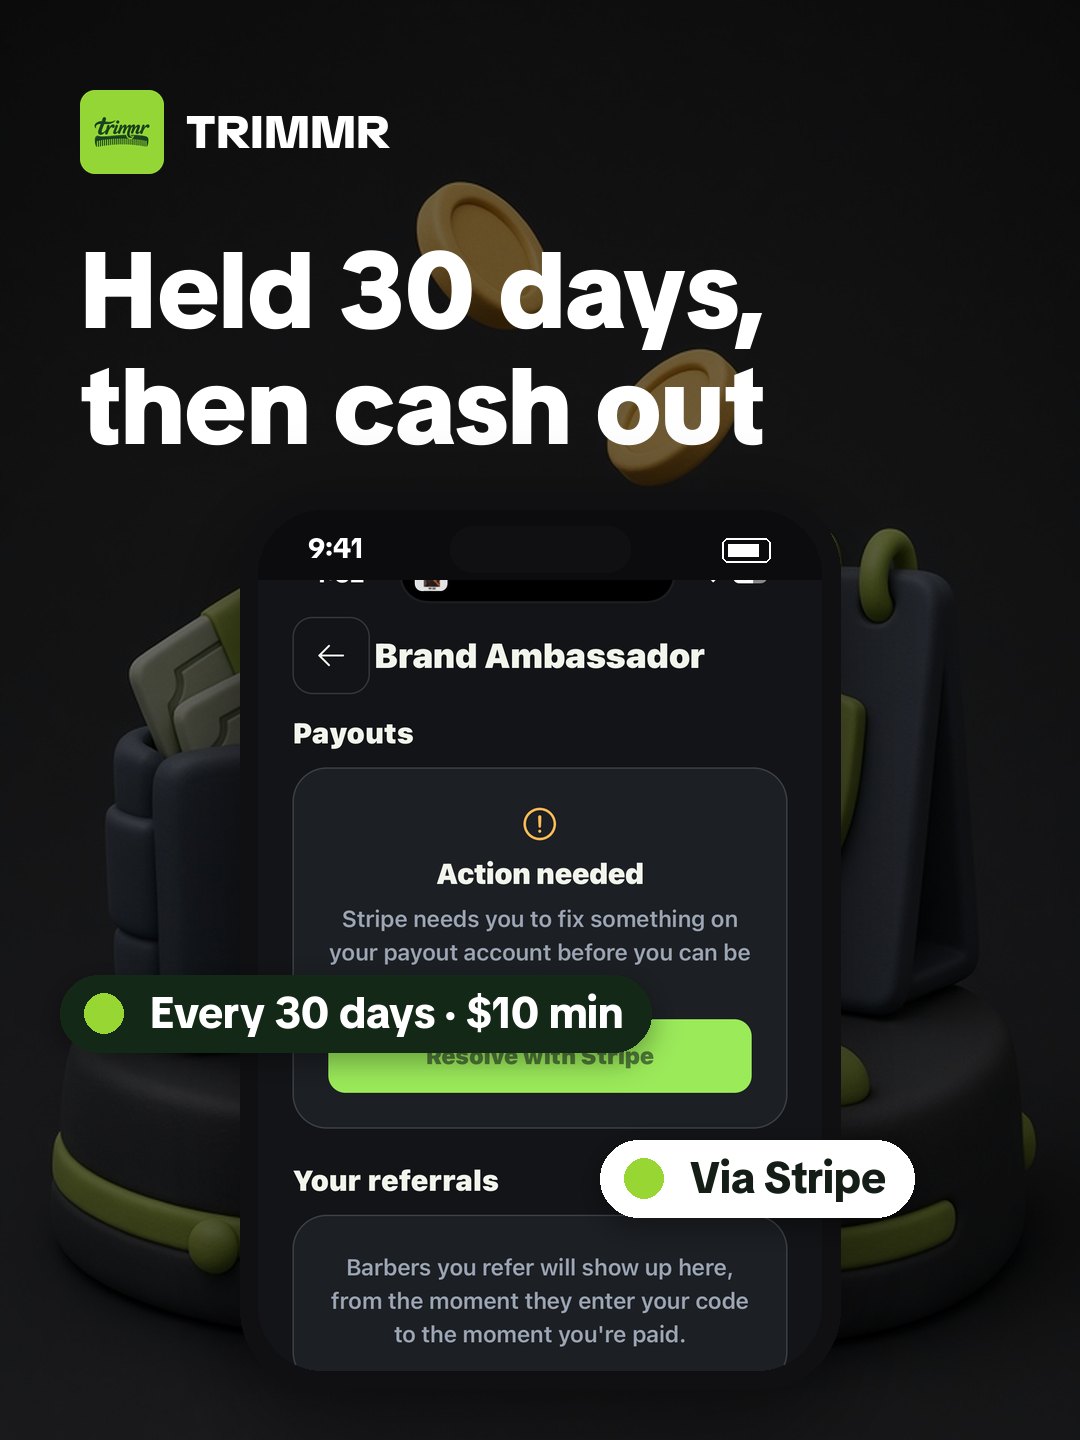 trimmr
TRIMMR
Held 30 days,
then cash out
9:41
Brand Ambassador
Payouts
Action needed
Stripe needs you to fix something on
your payout account before you can be
Every 30 days · $10 min
Resolve with Stripe
Your referrals
Via Stripe
Barbers you refer will show up here,
from the moment they enter your code
to the moment you're paid.